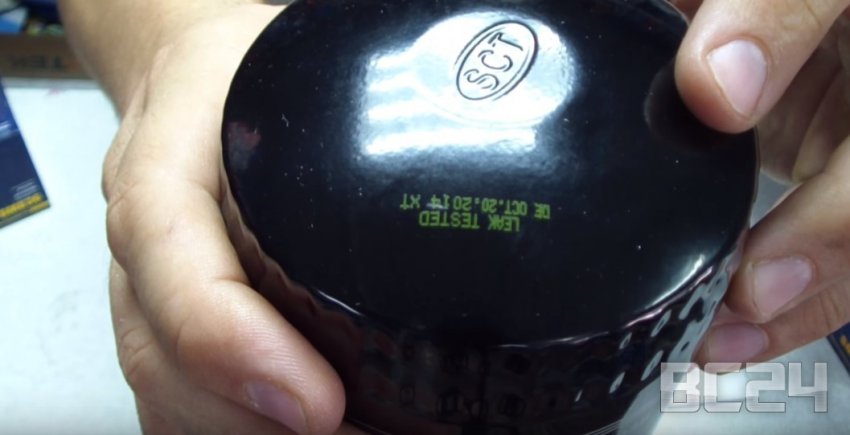 SCT
LEAK TESTED
DE OCT.20.2014 XT
BC24